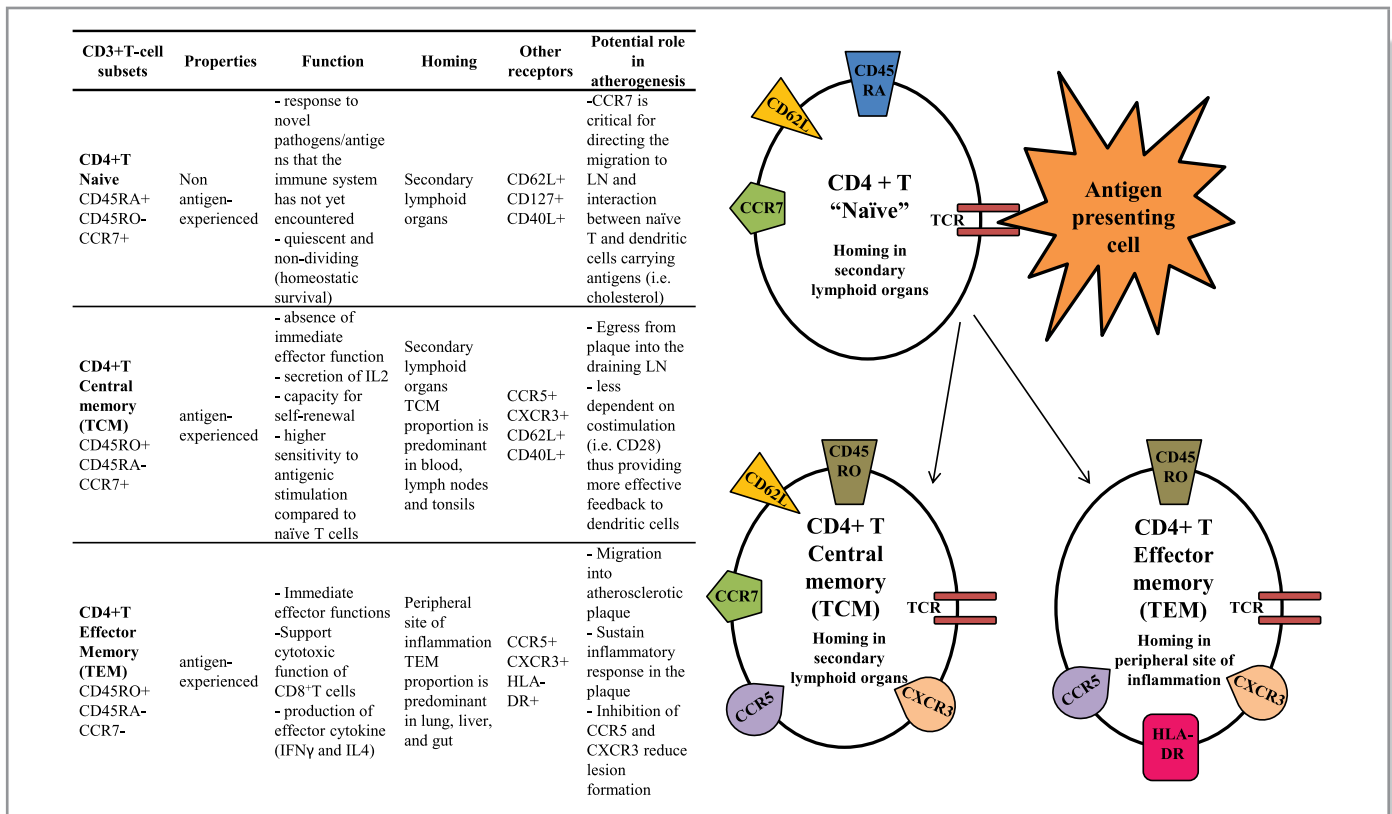 CD3+T-cell
subsets
Properties
Function
Homing
Other
receptors
Potential role
in
atherogenesis
CD4+T
Naive
CD45RA+
CD45RO-
CCR7+
Non
antigen-
experienced
- response to
novel
pathogens/antige
ns that the
immune system
has not yet
encountered
- quiescent and
non-dividing
(homeostatic
survival)
Secondary
lymphoid
organs
CD62L+
CD127+
CD40L+
-CCR7 is
critical for
directing the
migration to
LN and
interaction
between naïve
T and dendritic
cells carrying
antigens (i.e.
cholesterol)
CD4+T
Central
memory
(TCM)
CD45RO+
CD45RA-
CCR7+
antigen-
experienced
- absence of
immediate
effector function
- secretion of IL2
- capacity for
self-renewal
- higher
sensitivity to
antigenic
stimulation
compared to
naïve T cells
Secondary
lymphoid
organs
TCM
proportion is
predominant
in blood,
lymph nodes
and tonsils
CCR5+
CXCR3+
CD62L+
CD40L+
- Egress from
plaque into the
draining LN
- less
dependent on
costimulation
(i.e. CD28)
thus providing
more effective
feedback to
dendritic cells
CD4+T
Effector
Memory
(TEM)
CD45RO+
CD45RA-
CCR7-
antigen-
experienced
- Immediate
effector functions
-Support
cytotoxic
function of
CD8+T cells
- production of
effector cytokine
(IFNγ and IL4)
Peripheral
site of
inflammation
TEM
proportion is
predominant
in lung, liver,
and gut
CCR5+
CXCR3+
HLA-
DR+
- Migration
into
atherosclerotic
plaque
- Sustain
inflammatory
response in the
plaque
- Inhibition of
CCR5 and
CXCR3 reduce
lesion
formation
CD45
RA
CD62L
CCR7
CD4 + T
“Naïve”
Homing in
secondary
lymphoid organs
TCR
Antigen
presenting
cell
CD45
RO
CD62L
CCR7
CD4+ T
Central
memory
(TCM)
Homing in
secondary
lymphoid organs
TCR
CCR5
CXCR3
CD45
RO
CD4+ T
Effector
memory
(TEM)
Homing in
peripheral site of
inflammation
TCR
CCR5
CXCR3
HLA-
DR